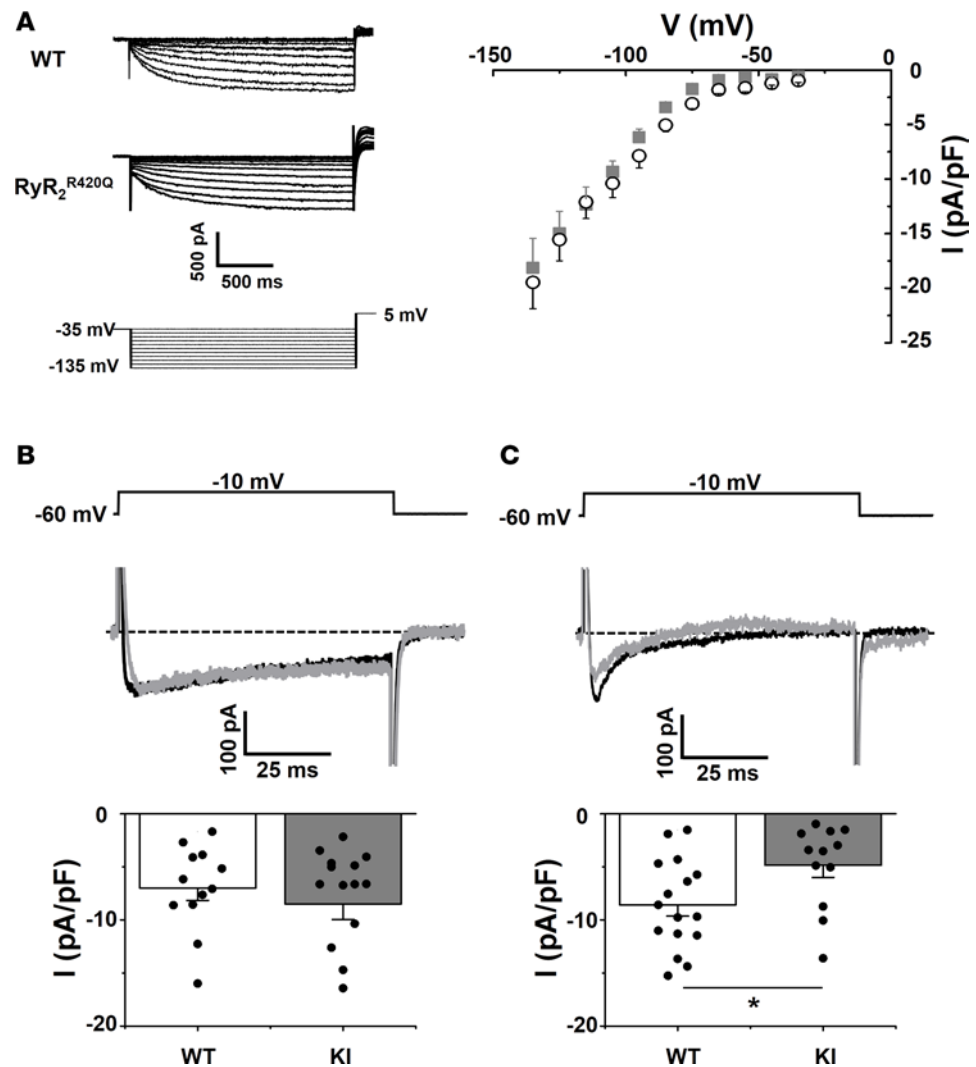 A
WT
RyR2R420Q
500 pA
500 ms
-35 mV
5 mV
-135 mV
V (mV)
-150
-100
-50
0
0
-5
-10
-15
-20
-25
I (pA/pF)
B
-10 mV
-60 mV
100 pA
25 ms
0
-10
-20
I (pA/pF)
WT
KI
C
-10 mV
-60 mV
100 pA
25 ms
0
-10
-20
I (pA/pF)
*
WT
KI